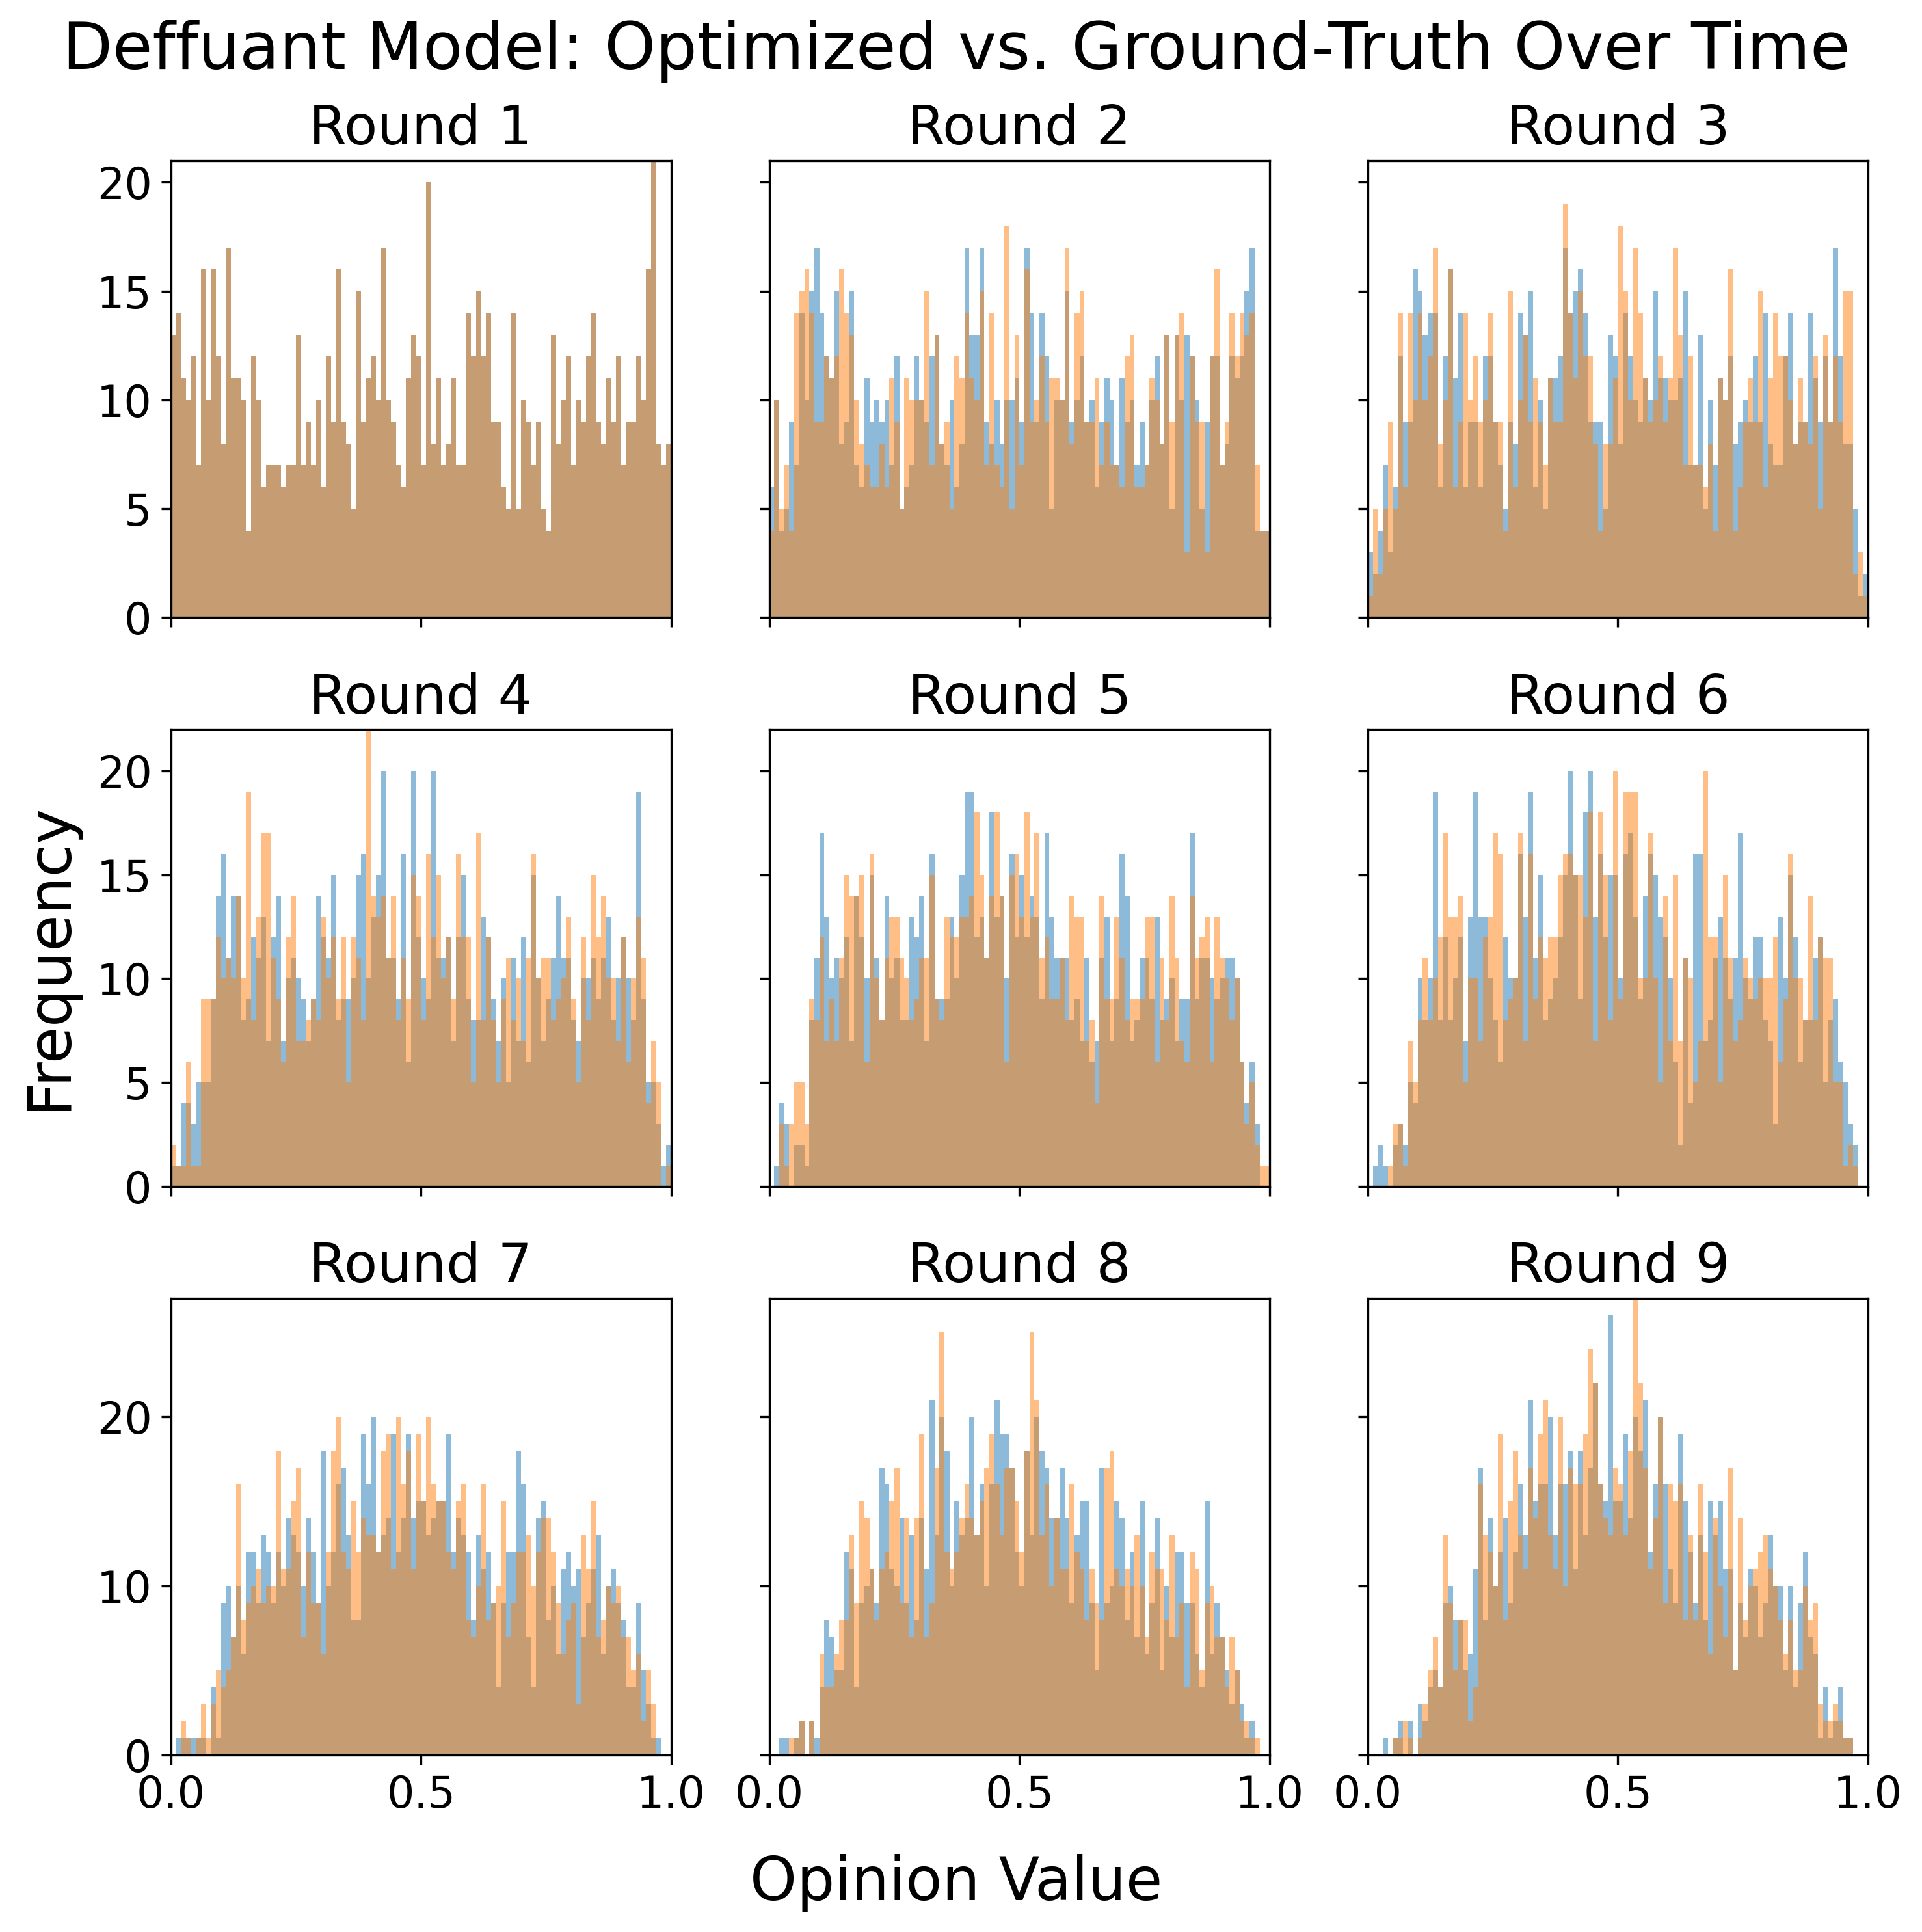 Deffuant Model: Optimized vs. Ground-Truth Over Time
Round 1
Round 2
Round 3
20
15
10
5
0
Round 4
Round 5
Round 6
20
15
10
5
0
Frequency
Round 7
Round 8
Round 9
20
10
0
0.0 0.5 1.0
0.0 0.5 1.0
0.0 0.5 1.0
Opinion Value